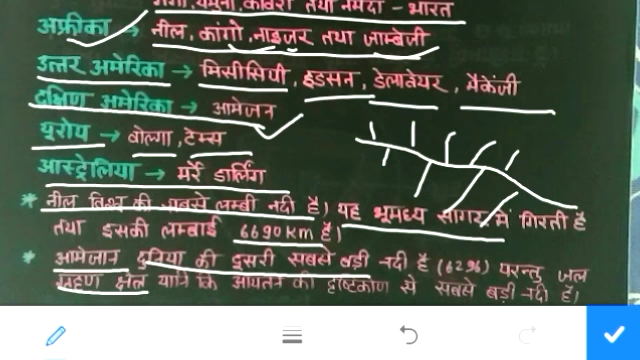 गंगा, यमुना, कावेरी तथा नर्मदा - भारत
अफ्रीका → नील, कांगो, नाइजर तथा जाम्बेजी
उत्तर अमेरिका → मिसीसिपी, हडसन, डेलावेयर, मैकेंजी
दक्षिण अमेरिका → आमेजन
यूरोप → वोल्गा, टेम्स
आस्ट्रेलिया → मर्रे डार्लिंग
* नील विश्व की सबसे लम्बी नदी है। यह भूमध्य सागर में गिरती है
तथा इसकी लम्बाई 6690 km है।
* आमेजान दुनिया की दूसरी सबसे बड़ी नदी है (6296) परन्तु जल
ग्रहण क्षेत्र यानि कि आयतन की दृष्टिकोण से सबसे बड़ी नदी है।